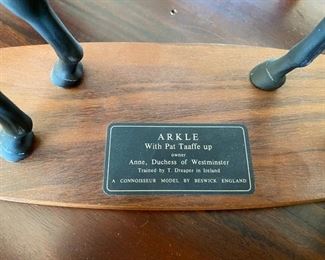 ARKLE
With Pat Taaffe up
owner
Anne, Duchess of Westminster
Trained by T. Dreaper in Ireland
A CONNOISSEUR MODEL BY BESWICK ENGLAND